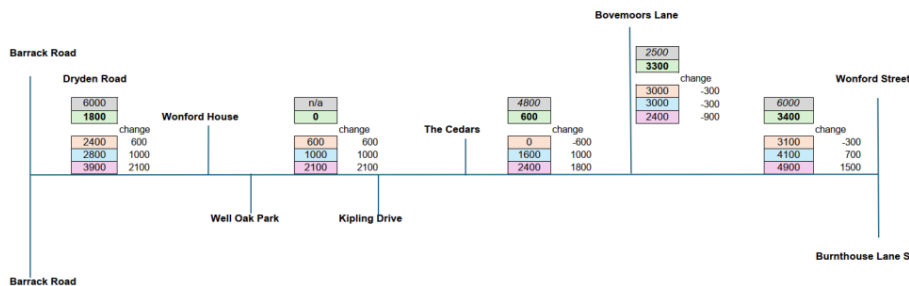 Bovemoors Lane
Barrack Road
2500
3300
change
3000 -300
3000 -300
2400 -900
Dryden Road
Wonford Street
6000
1800
change
2400 600
2800 1000
3900 2100
Wonford House
n/a
0
change
600 600
1000 1000
2100 2100
The Cedars
4800
600
change
0 -600
1600 1000
2400 1800
6000
3400
change
3100 -300
4100 700
4900 1500
Well Oak Park
Kipling Drive
Burnthouse Lane S
Barrack Road